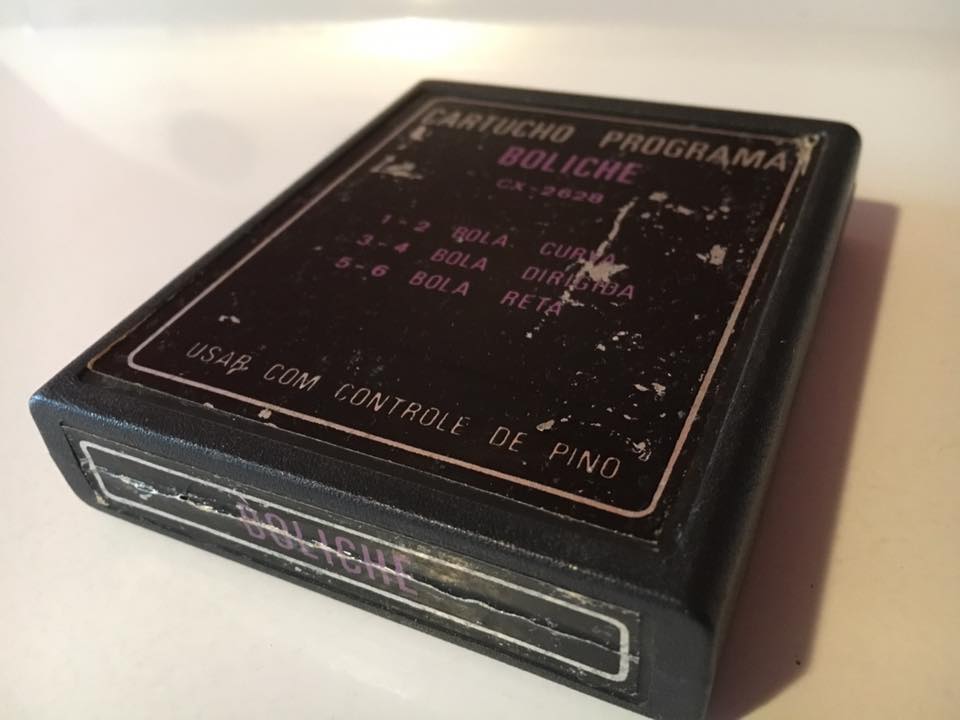 CARTUCHO PROGRAMA
BOLICHE
CX-2628
1-2 BOLA CURVA
3-4 BOLA DIRIGIDA
5-6 BOLA RETA
USAR COM CONTROLE DE PINO
BOLICHE